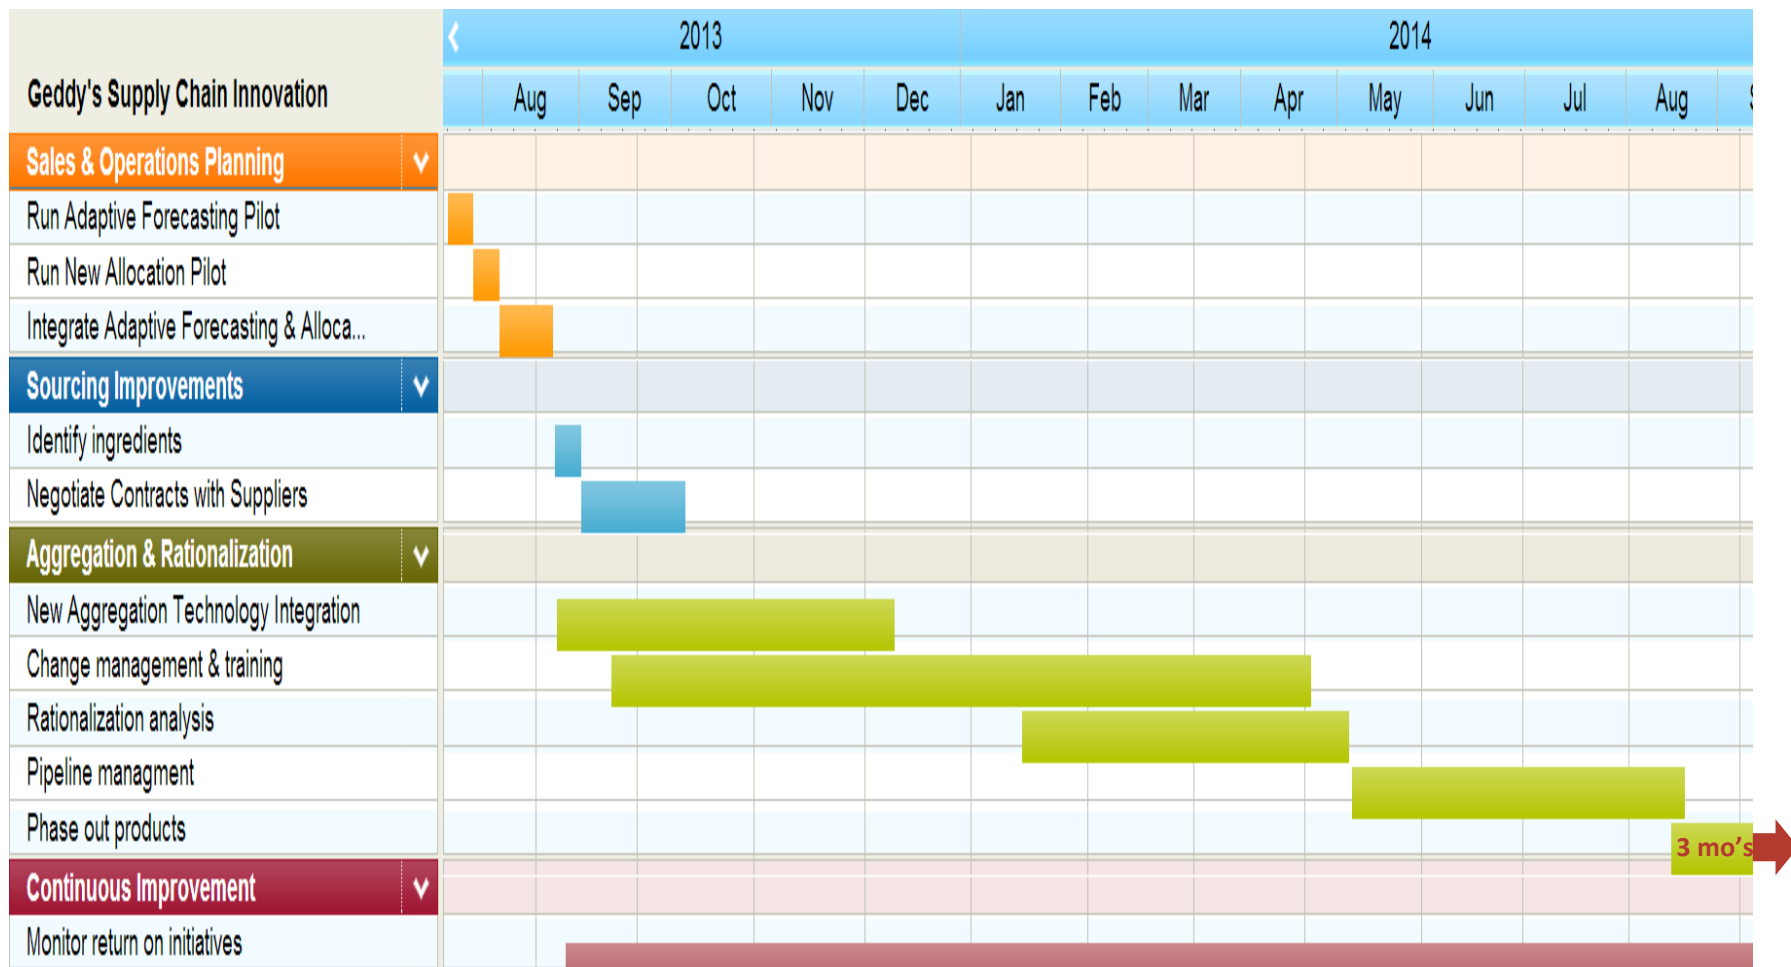 2013 2014
Geddy's Supply Chain Innovation
Aug Sep Oct Nov Dec Jan Feb Mar Apr May Jun Jul Aug
Sales & Operations Planning
Run Adaptive Forecasting Pilot
Run New Allocation Pilot
Integrate Adaptive Forecasting & Alloca...
Sourcing Improvements
Identify ingredients
Negotiate Contracts with Suppliers
Aggregation & Rationalization
New Aggregation Technology Integration
Change management & training
Rationalization analysis
Pipeline managment
Phase out products
3 mo's
Continuous Improvement
Monitor return on initiatives